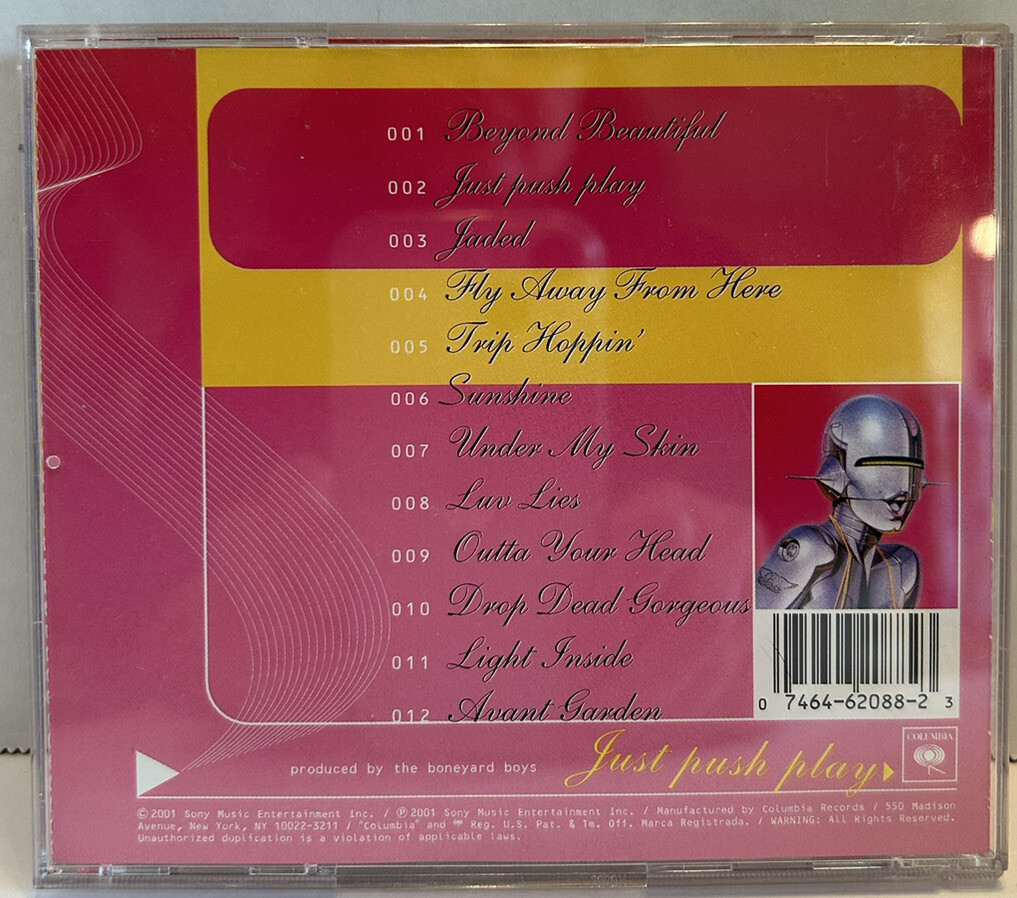 001 Beyond Beautiful
002 Just push play
003 Jaded
004 Fly Away From Here
005 Trip Hoppin'
006 Sunshine
007 Under My Skin
008 Luv Lies
009 Outta Your Head
010 Drop Dead Gorgeous
011 Light Inside
012 Avant Garden
0 7464-62088-2 3
produced by the boneyard boys
Just push play
COLUMBIA
©2001 Sony Music Entertainment Inc. / ℗2001 Sony Music Entertainment Inc. / Manufactured by Columbia Records / 550 Madison
Avenue, New York, NY 10022-3211 / "Columbia" and Reg. U.S. Pat. & Tm. Off. Marca Registrada. / WARNING: All Rights Reserved.
Unauthorized duplication is a violation of applicable laws.